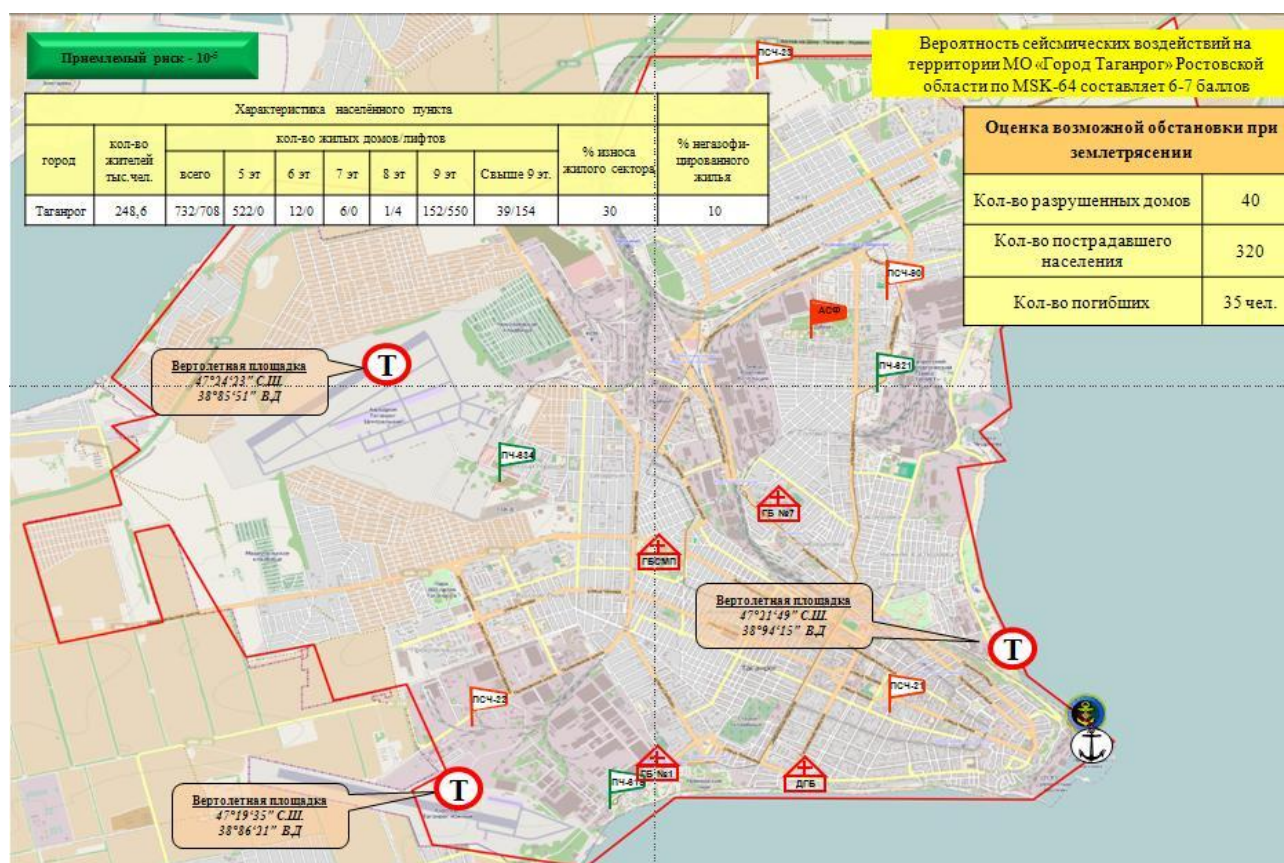 Приемлемый риск - 10⁻⁵
Вероятность сейсмических воздействий на
территории МО «Город Таганрог» Ростовской
области по MSK-64 составляет 6-7 баллов
Характеристика населённого пункта
город
кол-во
жителей
тыс.чел.
кол-во жилых домов/лифтов
% износа
жилого сектора
% негазофи-
цированного
жилья
всего 5 эт 6 эт 7 эт 8 эт 9 эт Свыше 9 эт.
Таганрог 248,6 732/708 522/0 12/0 6/0 1/4 152/550 39/154 30 10
Оценка возможной обстановки при
землетрясении
Кол-во разрушенных домов 40
Кол-во пострадавшего
населения
320
Кол-во погибших 35 чел.
ПСЧ-23
ПСЧ-90
АСФ
ПЧ-621
Вертолетная площадка
47°24'23" С.Ш.
38°85'51" В.Д
Т
ПЧ-634
ГБ №7
ГБСМП
Вертолетная площадка
47°21'49" С.Ш.
38°94'15" В.Д
Т
Таганрог
ПСЧ-21
ПСЧ-22
ГБ №1
ДГБ
Вертолетная площадка
47°19'35" С.Ш.
38°86'21" В.Д
Т